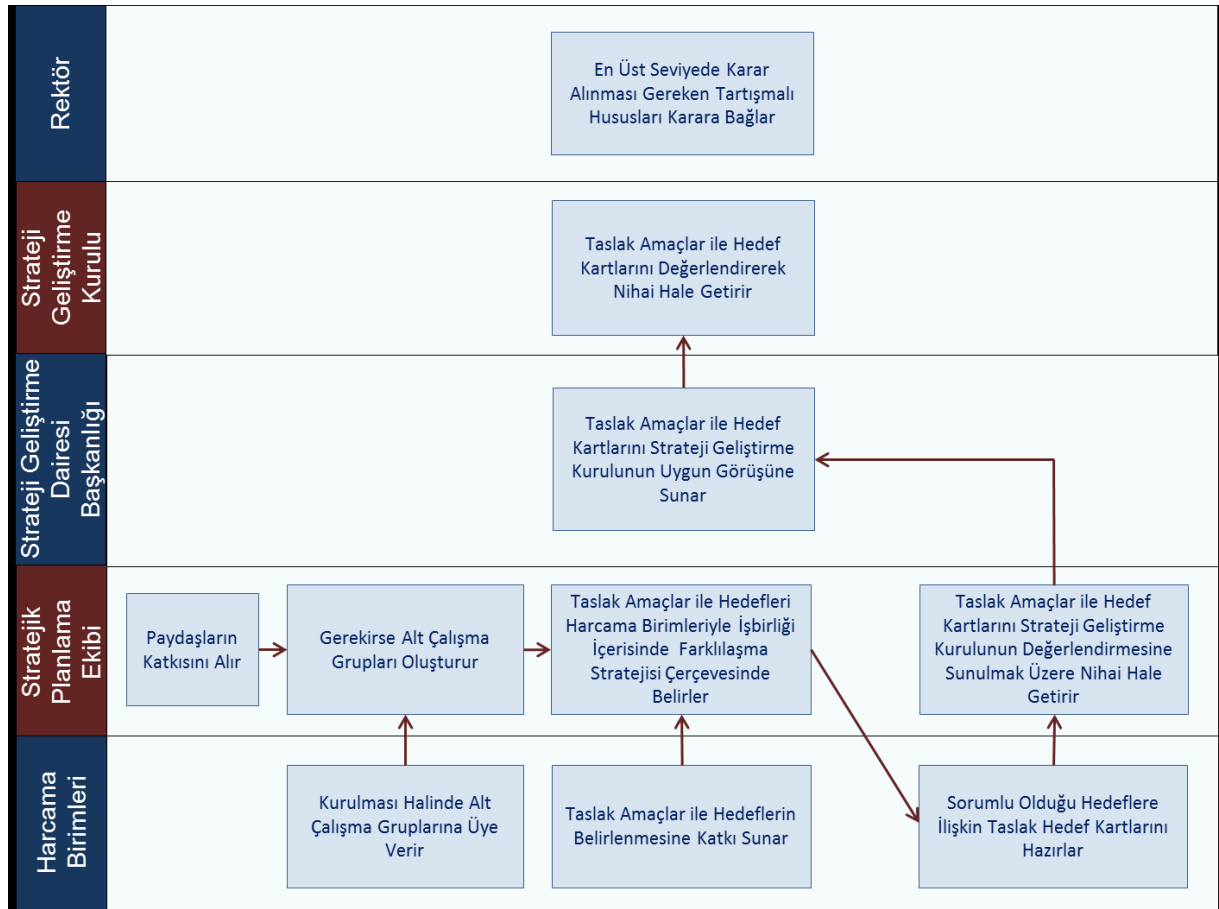 Rektör
En Üst Seviyede Karar
Alınması Gereken Tartışmalı
Hususları Karara Bağlar
Strateji
Geliştirme
Kurulu
Taslak Amaçlar ile Hedef
Kartlarını Değerlendirerek
Nihai Hale Getirir
Strateji Geliştirme
Dairesi
Başkanlığı
Taslak Amaçlar ile Hedef
Kartlarını Strateji Geliştirme
Kurulunun Uygun Görüşüne
Sunar
Stratejik
Planlama
Ekibi
Paydaşların
Katkısını Alır
Gerekirse Alt Çalışma
Grupları Oluşturur
Taslak Amaçlar ile Hedefleri
Harcama Birimleriyle İşbirliği
İçerisinde Farklılaşma
Stratejisi Çerçevesinde
Belirler
Taslak Amaçlar ile Hedef
Kartlarını Strateji Geliştirme
Kurulunun Değerlendirmesine
Sunulmak Üzere Nihai Hale
Getirir
Harcama
Birimleri
Kurulması Halinde Alt
Çalışma Gruplarına Üye
Verir
Taslak Amaçlar ile Hedeflerin
Belirlenmesine Katkı Sunar
Sorumlu Olduğu Hedeflere
İlişkin Taslak Hedef Kartlarını
Hazırlar